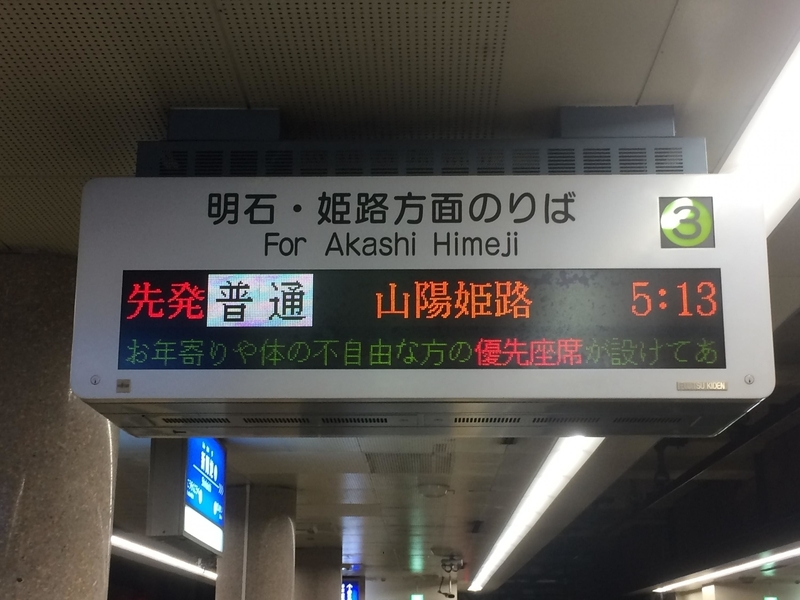 明石・姫路方面のりば
3
For Akashi Himeji
先発 普通 山陽姫路 5:13
お年寄りや体の不自由な方の優先座席が設けてあ